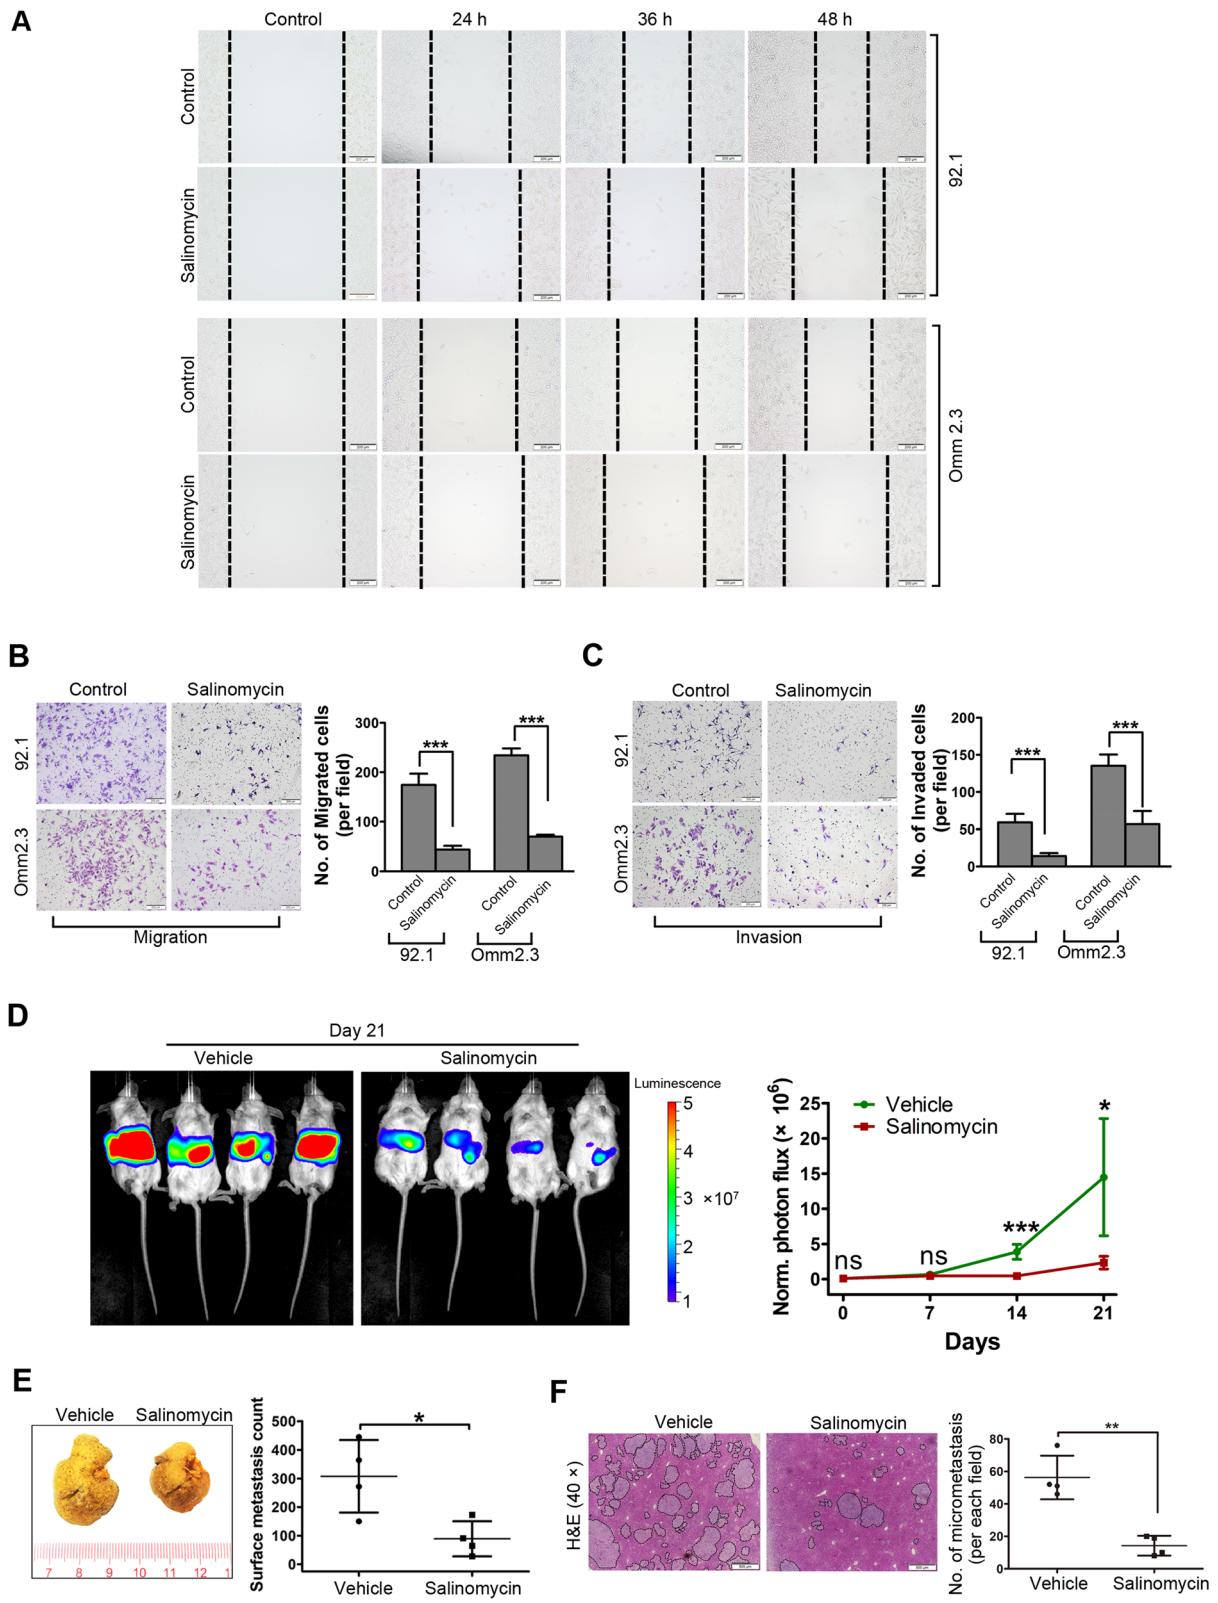 A
Control 24 h 36 h 48 h
Control
Salinomycin
92.1
Control
Salinomycin
Omm 2.3
B
Control Salinomycin
92.1
Omm2.3
Migration
No. of Migrated cells
(per field)
300
200
100
0
*** ***
Control Salinomycin Control Salinomycin
92.1 Omm2.3
C
Control Salinomycin
92.1
Omm2.3
Invasion
No. of Invaded cells
(per field)
200
150
100
50
0
*** ***
Control Salinomycin Control Salinomycin
92.1 Omm2.3
D
Day 21
Vehicle Salinomycin
Luminescence
5
4
3 ×10⁷
2
1
Norm. photon flux (× 10⁶)
25
20
15
10
5
0
Vehicle
Salinomycin
ns ns *** *
0 7 14 21
Days
E
Vehicle Salinomycin
7 8 9 10 11 12 1
Surface metastasis count
500
400
300
200
100
0
*
Vehicle Salinomycin
F
Vehicle Salinomycin
H&E (40 ×)
No. of micrometastasis
(per each field)
80
60
40
20
0
**
Vehicle Salinomycin